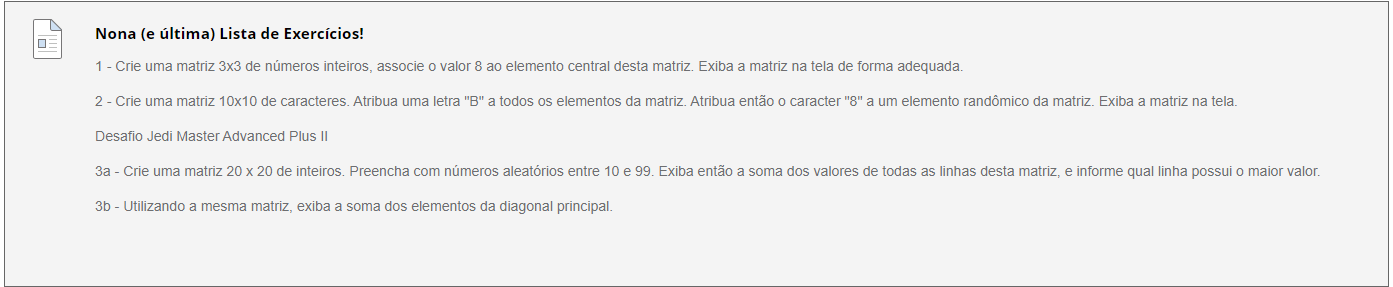 Nona (e última) Lista de Exercícios!
1 - Crie uma matriz 3x3 de números inteiros, associe o valor 8 ao elemento central desta matriz. Exiba a matriz na tela de forma adequada.
2 - Crie uma matriz 10x10 de caracteres. Atribua uma letra "B" a todos os elementos da matriz. Atribua então o caracter "8" a um elemento randômico da matriz. Exiba a matriz na tela.
Desafio Jedi Master Advanced Plus II
3a - Crie uma matriz 20 x 20 de inteiros. Preencha com números aleatórios entre 10 e 99. Exiba então a soma dos valores de todas as linhas desta matriz, e informe qual linha possui o maior valor.
3b - Utilizando a mesma matriz, exiba a soma dos elementos da diagonal principal.